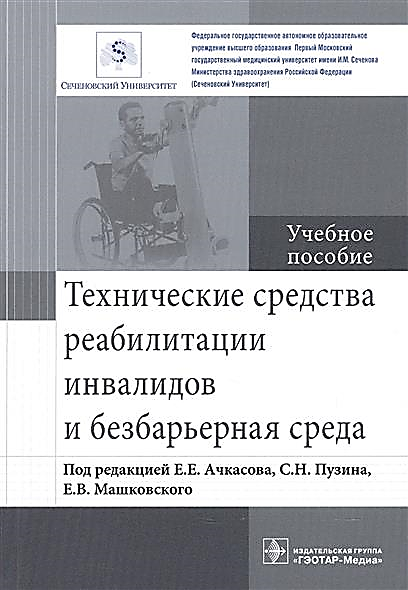 Сеченовский Университет
Федеральное государственное автономное образовательное
учреждение высшего образования Первый Московский
государственный медицинский университет имени И.М. Сеченова
Министерства здравоохранения Российской Федерации
(Сеченовский Университет)
Учебное
пособие
Технические средства
реабилитации
инвалидов
и безбарьерная среда
Под редакцией Е.Е. Ачкасова, С.Н. Пузина,
Е.В. Машковского
ИЗДАТЕЛЬСКАЯ ГРУППА
«ГЭОТАР-Медиа»